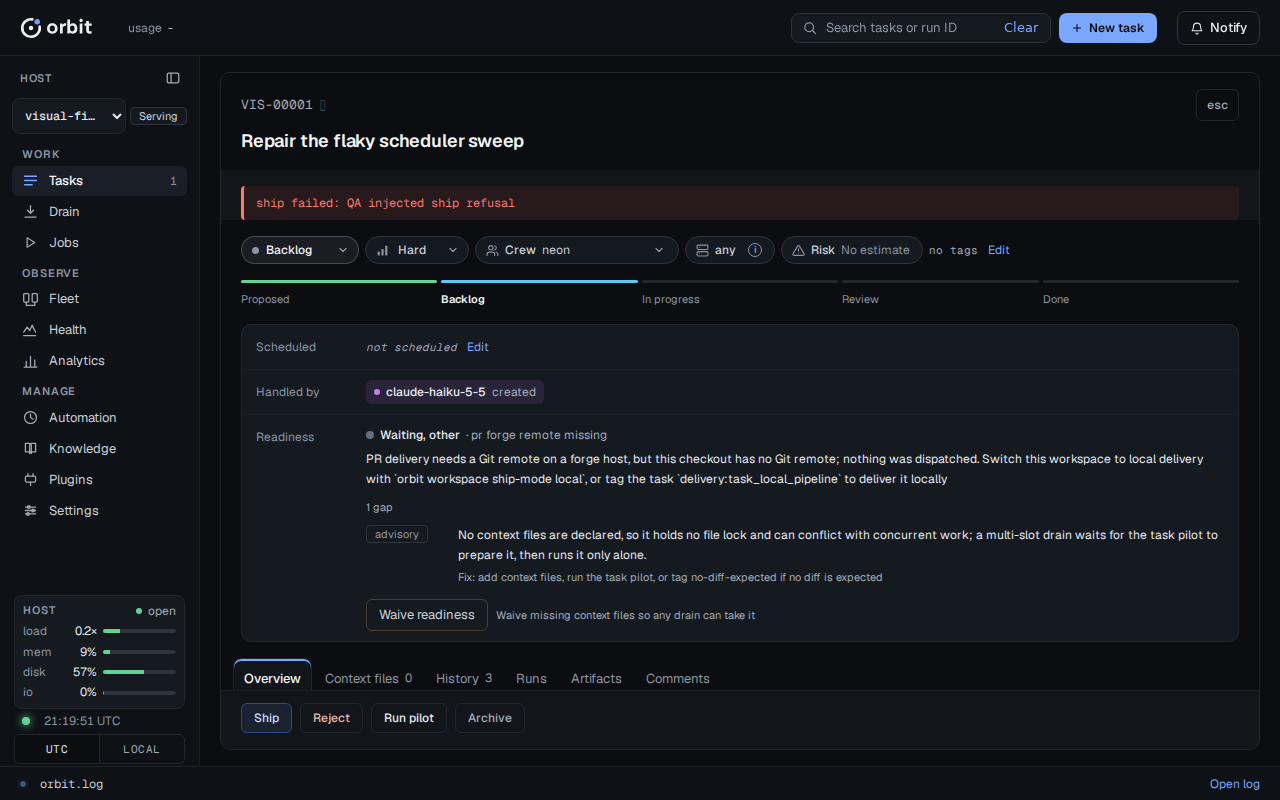 orbit
usage -
Search tasks or run ID
Clear
+ New task
Notify
HOST
visual-fi…
Serving
WORK
Tasks 1
Drain
Jobs
OBSERVE
Fleet
Health
Analytics
MANAGE
Automation
Knowledge
Plugins
Settings
HOST open
load 0.2×
mem 9%
disk 57%
io 0%
21:19:51 UTC
UTC LOCAL
VIS-00001
esc
Repair the flaky scheduler sweep
ship failed: QA injected ship refusal
Backlog Hard Crew neon any Risk No estimate no tags Edit
Proposed Backlog In progress Review Done
Scheduled not scheduled Edit
Handled by claude-haiku-5-5 created
Readiness Waiting, other · pr forge remote missing
PR delivery needs a Git remote on a forge host, but this checkout has no Git remote; nothing was dispatched. Switch this workspace to local delivery
with `orbit workspace ship-mode local`, or tag the task `delivery:task_local_pipeline` to deliver it locally
1 gap
advisory No context files are declared, so it holds no file lock and can conflict with concurrent work; a multi-slot drain waits for the task pilot to
prepare it, then runs it only alone.
Fix: add context files, run the task pilot, or tag no-diff-expected if no diff is expected
Waive readiness Waive missing context files so any drain can take it
Overview Context files 0 History 3 Runs Artifacts Comments
Ship Reject Run pilot Archive
orbit.log
Open log